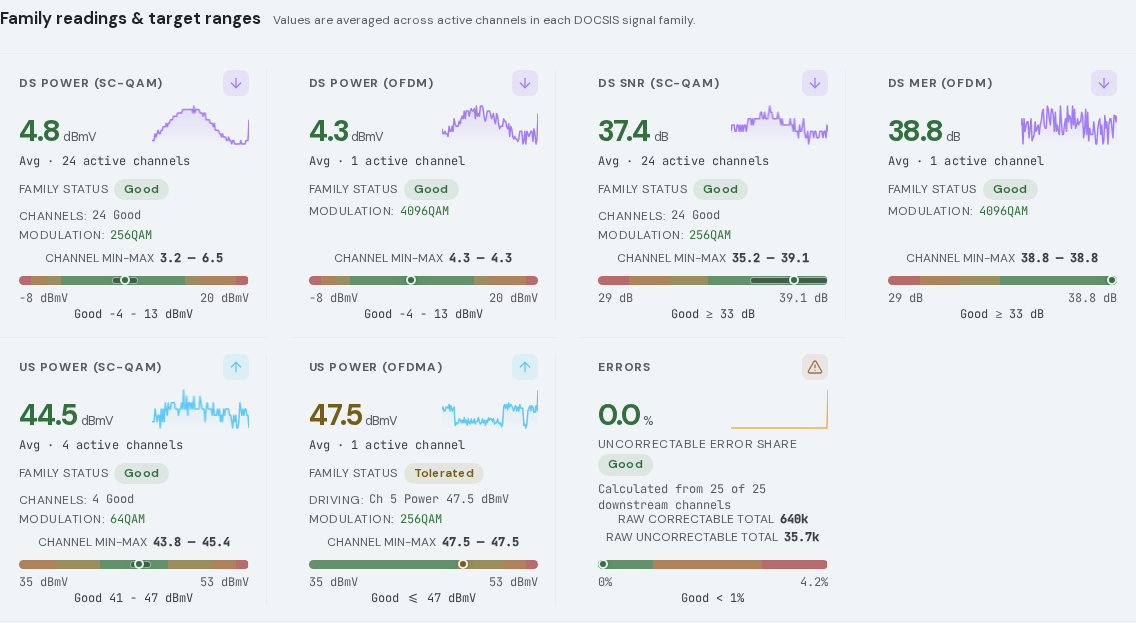 Family readings & target ranges Values are averaged across active channels in each DOCSIS signal family.
DS POWER (SC-QAM)
4.8 dBmV
Avg · 24 active channels
FAMILY STATUS Good
CHANNELS: 24 Good
MODULATION: 256QAM
CHANNEL MIN-MAX 3.2 — 6.5
-8 dBmV 20 dBmV
Good -4 - 13 dBmV
DS POWER (OFDM)
4.3 dBmV
Avg · 1 active channel
FAMILY STATUS Good
MODULATION: 4096QAM
CHANNEL MIN-MAX 4.3 — 4.3
-8 dBmV 20 dBmV
Good -4 - 13 dBmV
DS SNR (SC-QAM)
37.4 dB
Avg · 24 active channels
FAMILY STATUS Good
CHANNELS: 24 Good
MODULATION: 256QAM
CHANNEL MIN-MAX 35.2 — 39.1
29 dB 39.1 dB
Good ≥ 33 dB
DS MER (OFDM)
38.8 dB
Avg · 1 active channel
FAMILY STATUS Good
MODULATION: 4096QAM
CHANNEL MIN-MAX 38.8 — 38.8
29 dB 38.8 dB
Good ≥ 33 dB
US POWER (SC-QAM)
44.5 dBmV
Avg · 4 active channels
FAMILY STATUS Good
CHANNELS: 4 Good
MODULATION: 64QAM
CHANNEL MIN-MAX 43.8 — 45.4
35 dBmV 53 dBmV
Good 41 - 47 dBmV
US POWER (OFDMA)
47.5 dBmV
Avg · 1 active channel
FAMILY STATUS Tolerated
DRIVING: Ch 5 Power 47.5 dBmV
MODULATION: 256QAM
CHANNEL MIN-MAX 47.5 — 47.5
35 dBmV 53 dBmV
Good ≤ 47 dBmV
ERRORS
0.0 %
UNCORRECTABLE ERROR SHARE
Good
Calculated from 25 of 25
downstream channels
RAW CORRECTABLE TOTAL 640k
RAW UNCORRECTABLE TOTAL 35.7k
0% 4.2%
Good < 1%